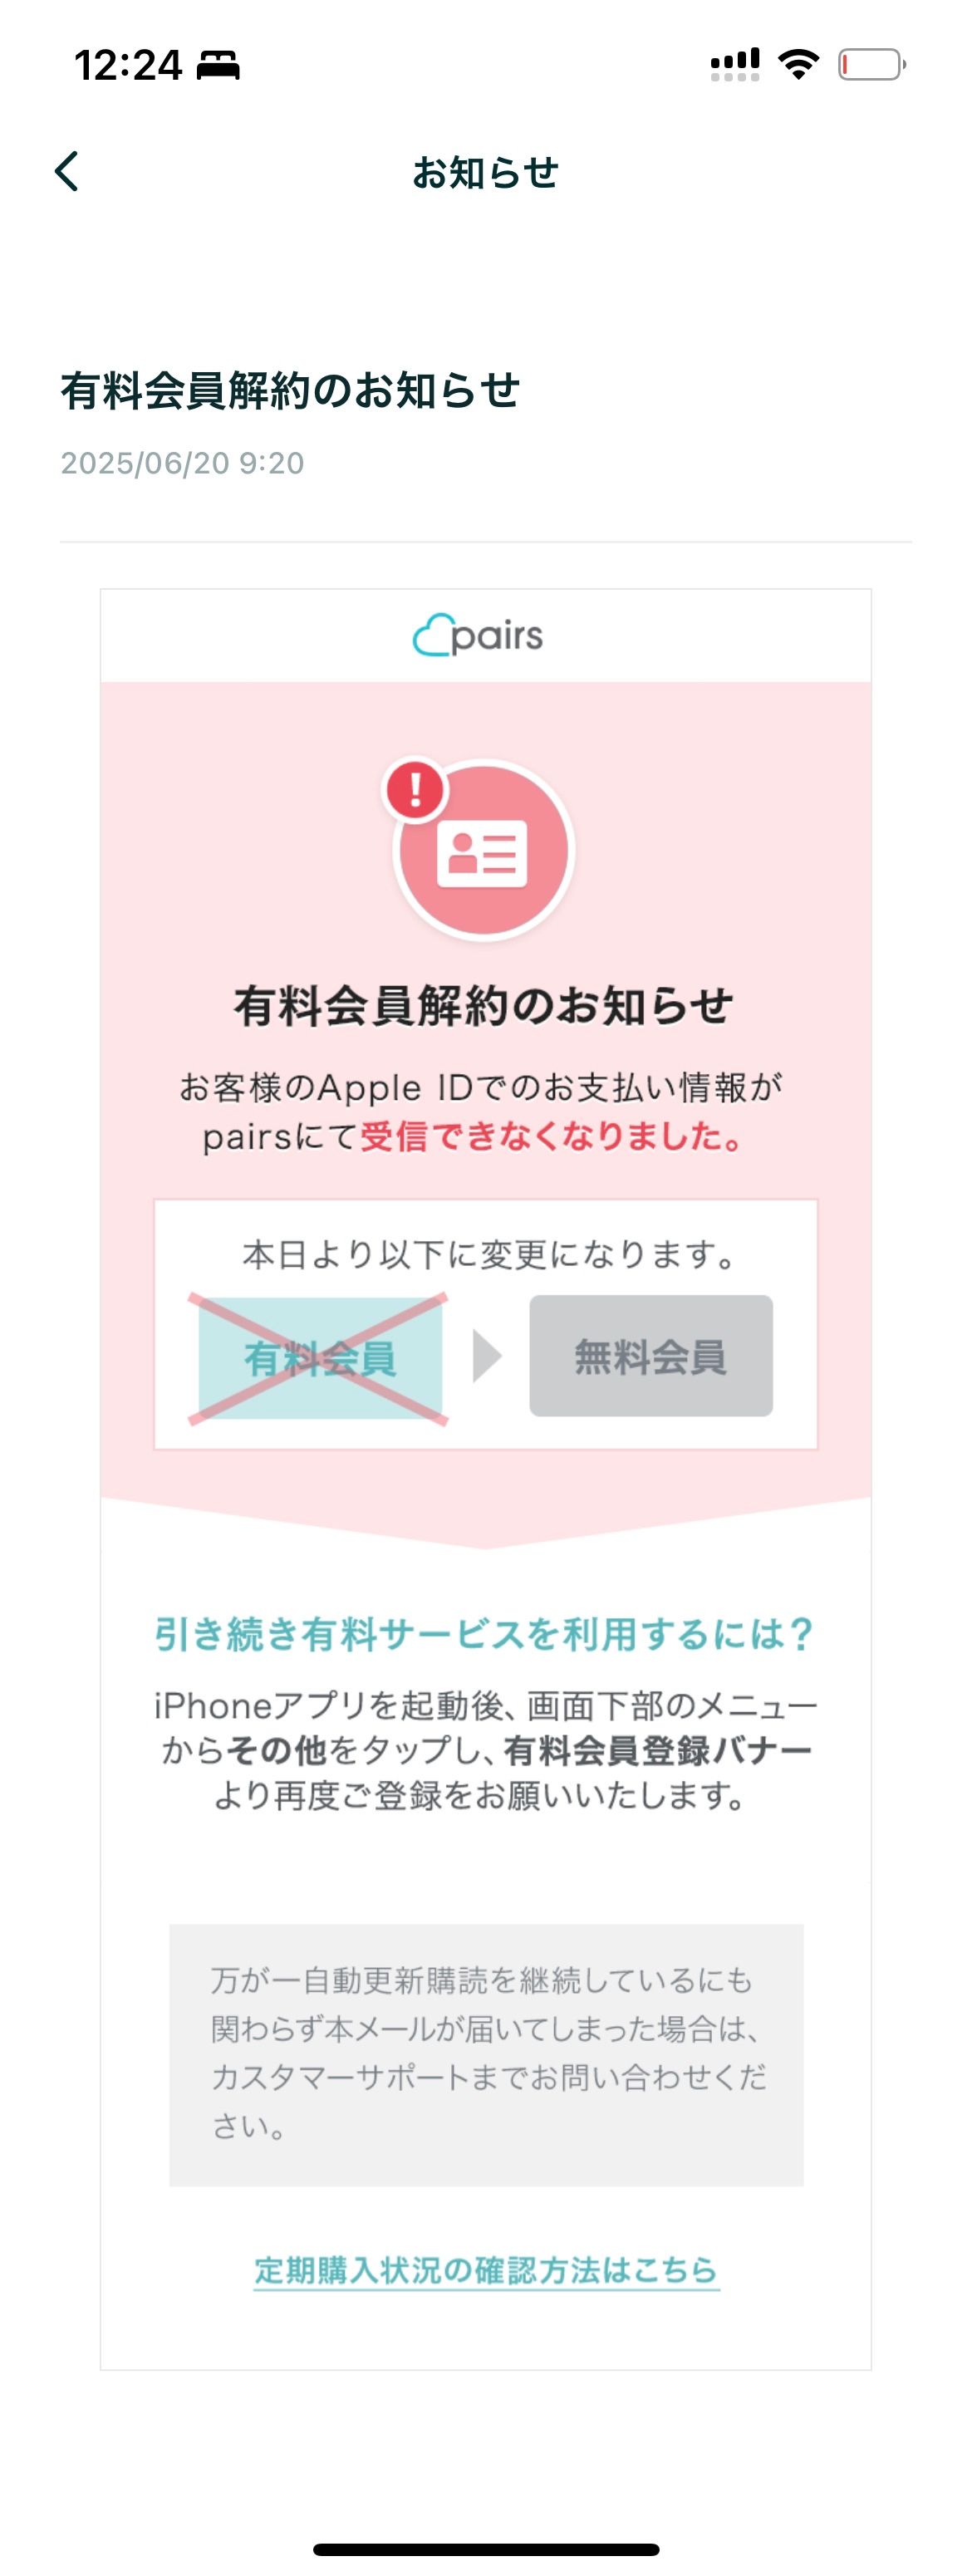 12:24
お知らせ
有料会員解約のお知らせ
2025/06/20 9:20
pairs
!
有料会員解約のお知らせ
お客様のApple IDでのお支払い情報が
pairsにて受信できなくなりました。
本日より以下に変更になります。
有料会員
無料会員
引き続き有料サービスを利用するには？
iPhoneアプリを起動後、画面下部のメニュー
からその他をタップし、有料会員登録バナー
より再度ご登録をお願いいたします。
万が一自動更新購読を継続しているにも
関わらず本メールが届いてしまった場合は、
カスタマーサポートまでお問い合わせくだ
さい。
定期購入状況の確認方法はこちら